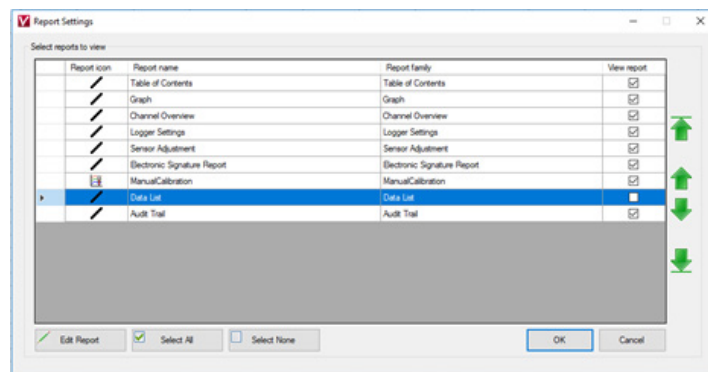 Report Settings
Select reports to view
Report icon Report name Report family View report
Table of Contents Table of Contents
Graph Graph
Channel Overview Channel Overview
Logger Settings Logger Settings
Sensor Adjustment Sensor Adjustment
Electronic Signature Report Electronic Signature Report
ManualCalibration ManualCalibration
Data List Data List
Audit Trail Audit Trail
Edit Report Select All Select None OK Cancel